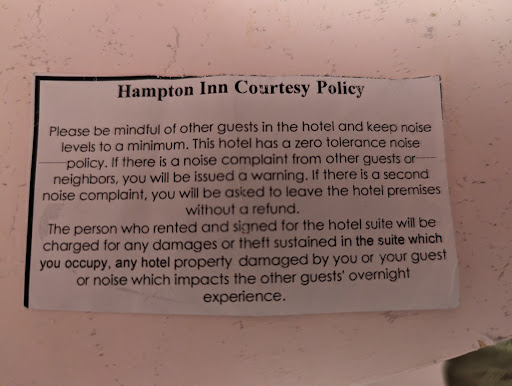 Hampton Inn Courtesy Policy
Please be mindful of other guests in the hotel and keep noise
levels to a minimum. This hotel has a zero tolerance noise
policy. If there is a noise complaint from other guests or
neighbors, you will be issued a warning. If there is a second
noise complaint, you will be asked to leave the hotel premises
without a refund.
The person who rented and signed for the hotel suite will be
charged for any damages or theft sustained in the suite which
you occupy, any hotel property damaged by you or your guest
or noise which impacts the other guests' overnight
experience.